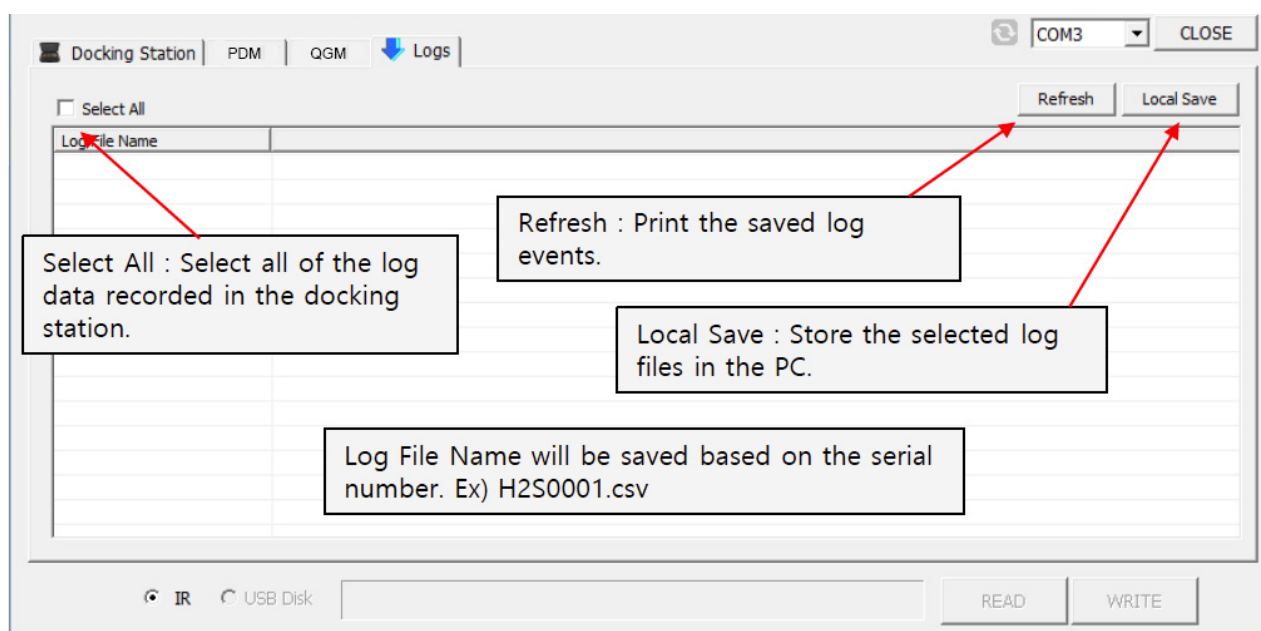 Docking Station PDM QGM Logs COM3 CLOSE
Select All Refresh Local Save
Log File Name
Refresh : Print the saved log
events.
Select All : Select all of the log
data recorded in the docking
station.
Local Save : Store the selected log
files in the PC.
Log File Name will be saved based on the serial
number. Ex) H2S0001.csv
IR USB Disk READ WRITE